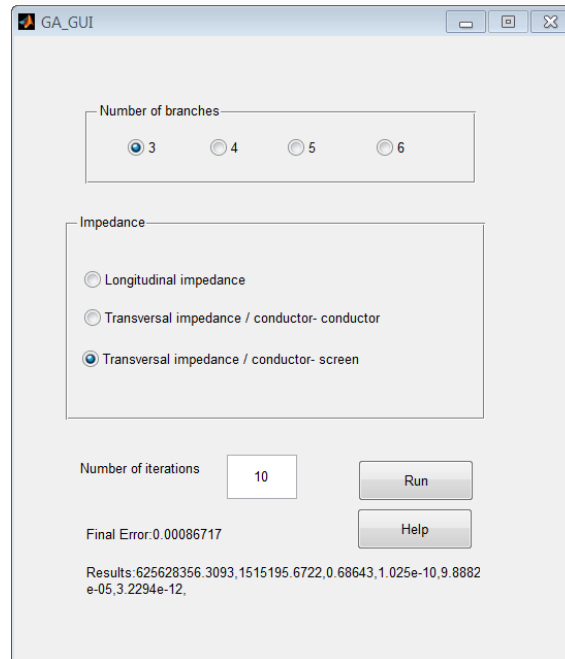 GA_GUI
Number of branches
3 4 5 6
Impedance
Longitudinal impedance
Transversal impedance / conductor- conductor
Transversal impedance / conductor- screen
Number of iterations 10 Run
Final Error:0.00086717 Help
Results:625628356.3093,1515195.6722,0.68643,1.025e-10,9.8882
e-05,3.2294e-12,